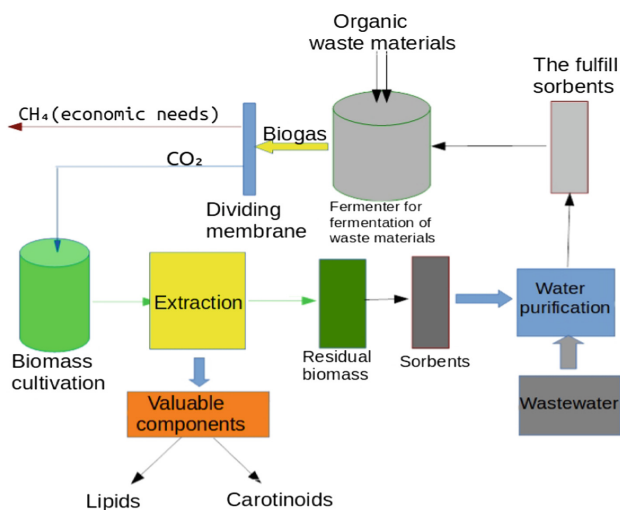 Organic
waste materials
The fulfill
sorbents
CH₄(economic needs)
Biogas
CO₂
Dividing
membrane
Fermenter for
fermentation of
waste materials
Extraction
Water
purification
Biomass
cultivation
Residual
biomass
Sorbents
Wastewater
Valuable
components
Lipids
Carotinoids